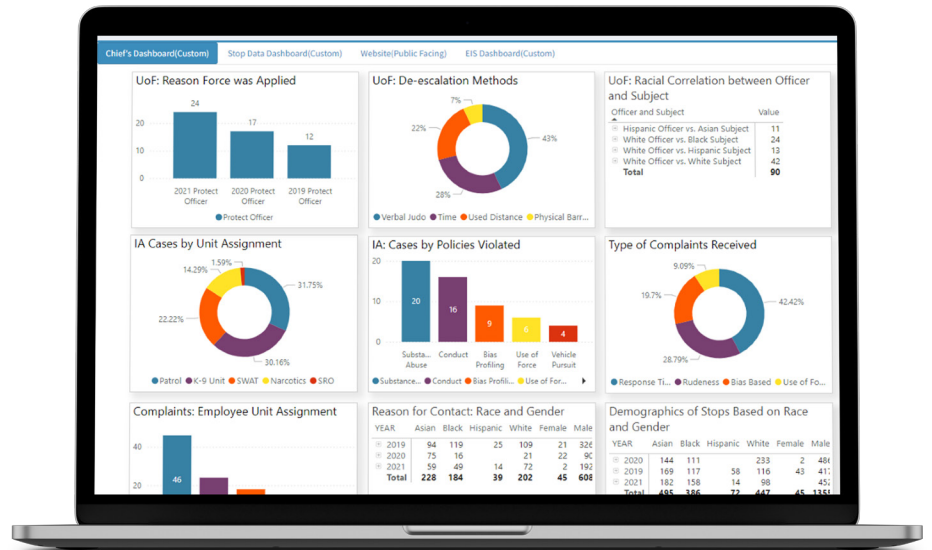 Chief's Dashboard(Custom) Stop Data Dashboard(Custom) Website(Public Facing) EIS Dashboard(Custom)
UoF: Reason Force was Applied
24
17
12
20
10
0
2021 Protect Officer
2020 Protect Officer
2019 Protect Officer
Protect Officer
UoF: De-escalation Methods
7%
22%
43%
28%
Verbal Judo Time Used Distance Physical Barr...
UoF: Racial Correlation between Officer
and Subject
Officer and Subject Value
Hispanic Officer vs. Asian Subject 11
White Officer vs. Black Subject 24
White Officer vs. Hispanic Subject 13
White Officer vs. White Subject 42
Total 90
IA Cases by Unit Assignment
1.59%
14.29%
31.75%
22.22%
30.16%
Patrol K-9 Unit SWAT Narcotics SRO
IA: Cases by Policies Violated
20
10
0
20
16
9
6
4
Substa... Abuse
Conduct
Bias Profiling
Use of Force
Vehicle Pursuit
Substance... Conduct Bias Profili... Use of For...
Type of Complaints Received
9.09%
19.7%
42.42%
28.79%
Response Ti... Rudeness Bias Based Use of Fo...
Complaints: Employee Unit Assignment
40
20
46
Reason for Contact: Race and Gender
YEAR Asian Black Hispanic White Female Male
2019 94 119 25 109 21 326
2020 75 16 21 22 90
2021 59 49 14 72 2 192
Total 228 184 39 202 45 608
Demographics of Stops Based on Race
and Gender
YEAR Asian Black Hispanic White Female Male
2020 144 111 233 2 486
2019 169 117 58 116 43 417
2021 182 158 14 98 452
Total 495 386 72 447 45 1355